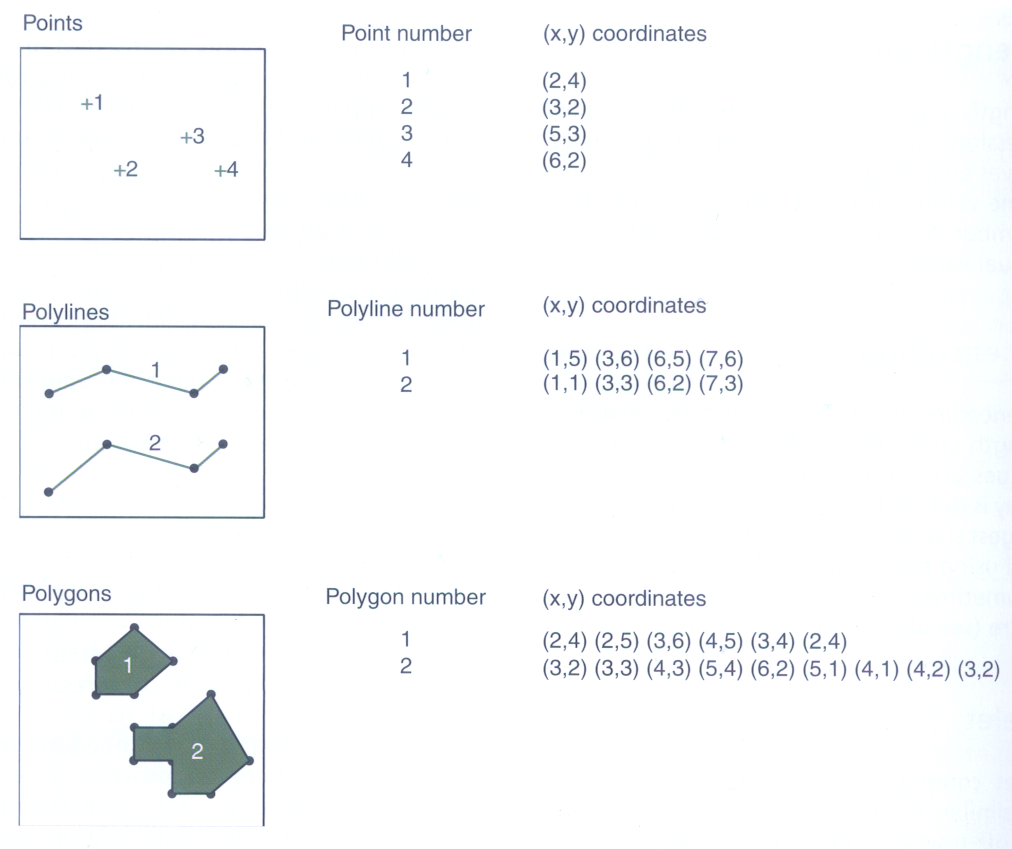 Points
Point number (x,y) coordinates
1 (2,4)
2 (3,2)
3 (5,3)
4 (6,2)
+1
+3
+2 +4
Polylines
Polyline number (x,y) coordinates
1 (1,5) (3,6) (6,5) (7,6)
2 (1,1) (3,3) (6,2) (7,3)
1
2
Polygons
Polygon number (x,y) coordinates
1 (2,4) (2,5) (3,6) (4,5) (3,4) (2,4)
2 (3,2) (3,3) (4,3) (5,4) (6,2) (5,1) (4,1) (4,2) (3,2)
1
2